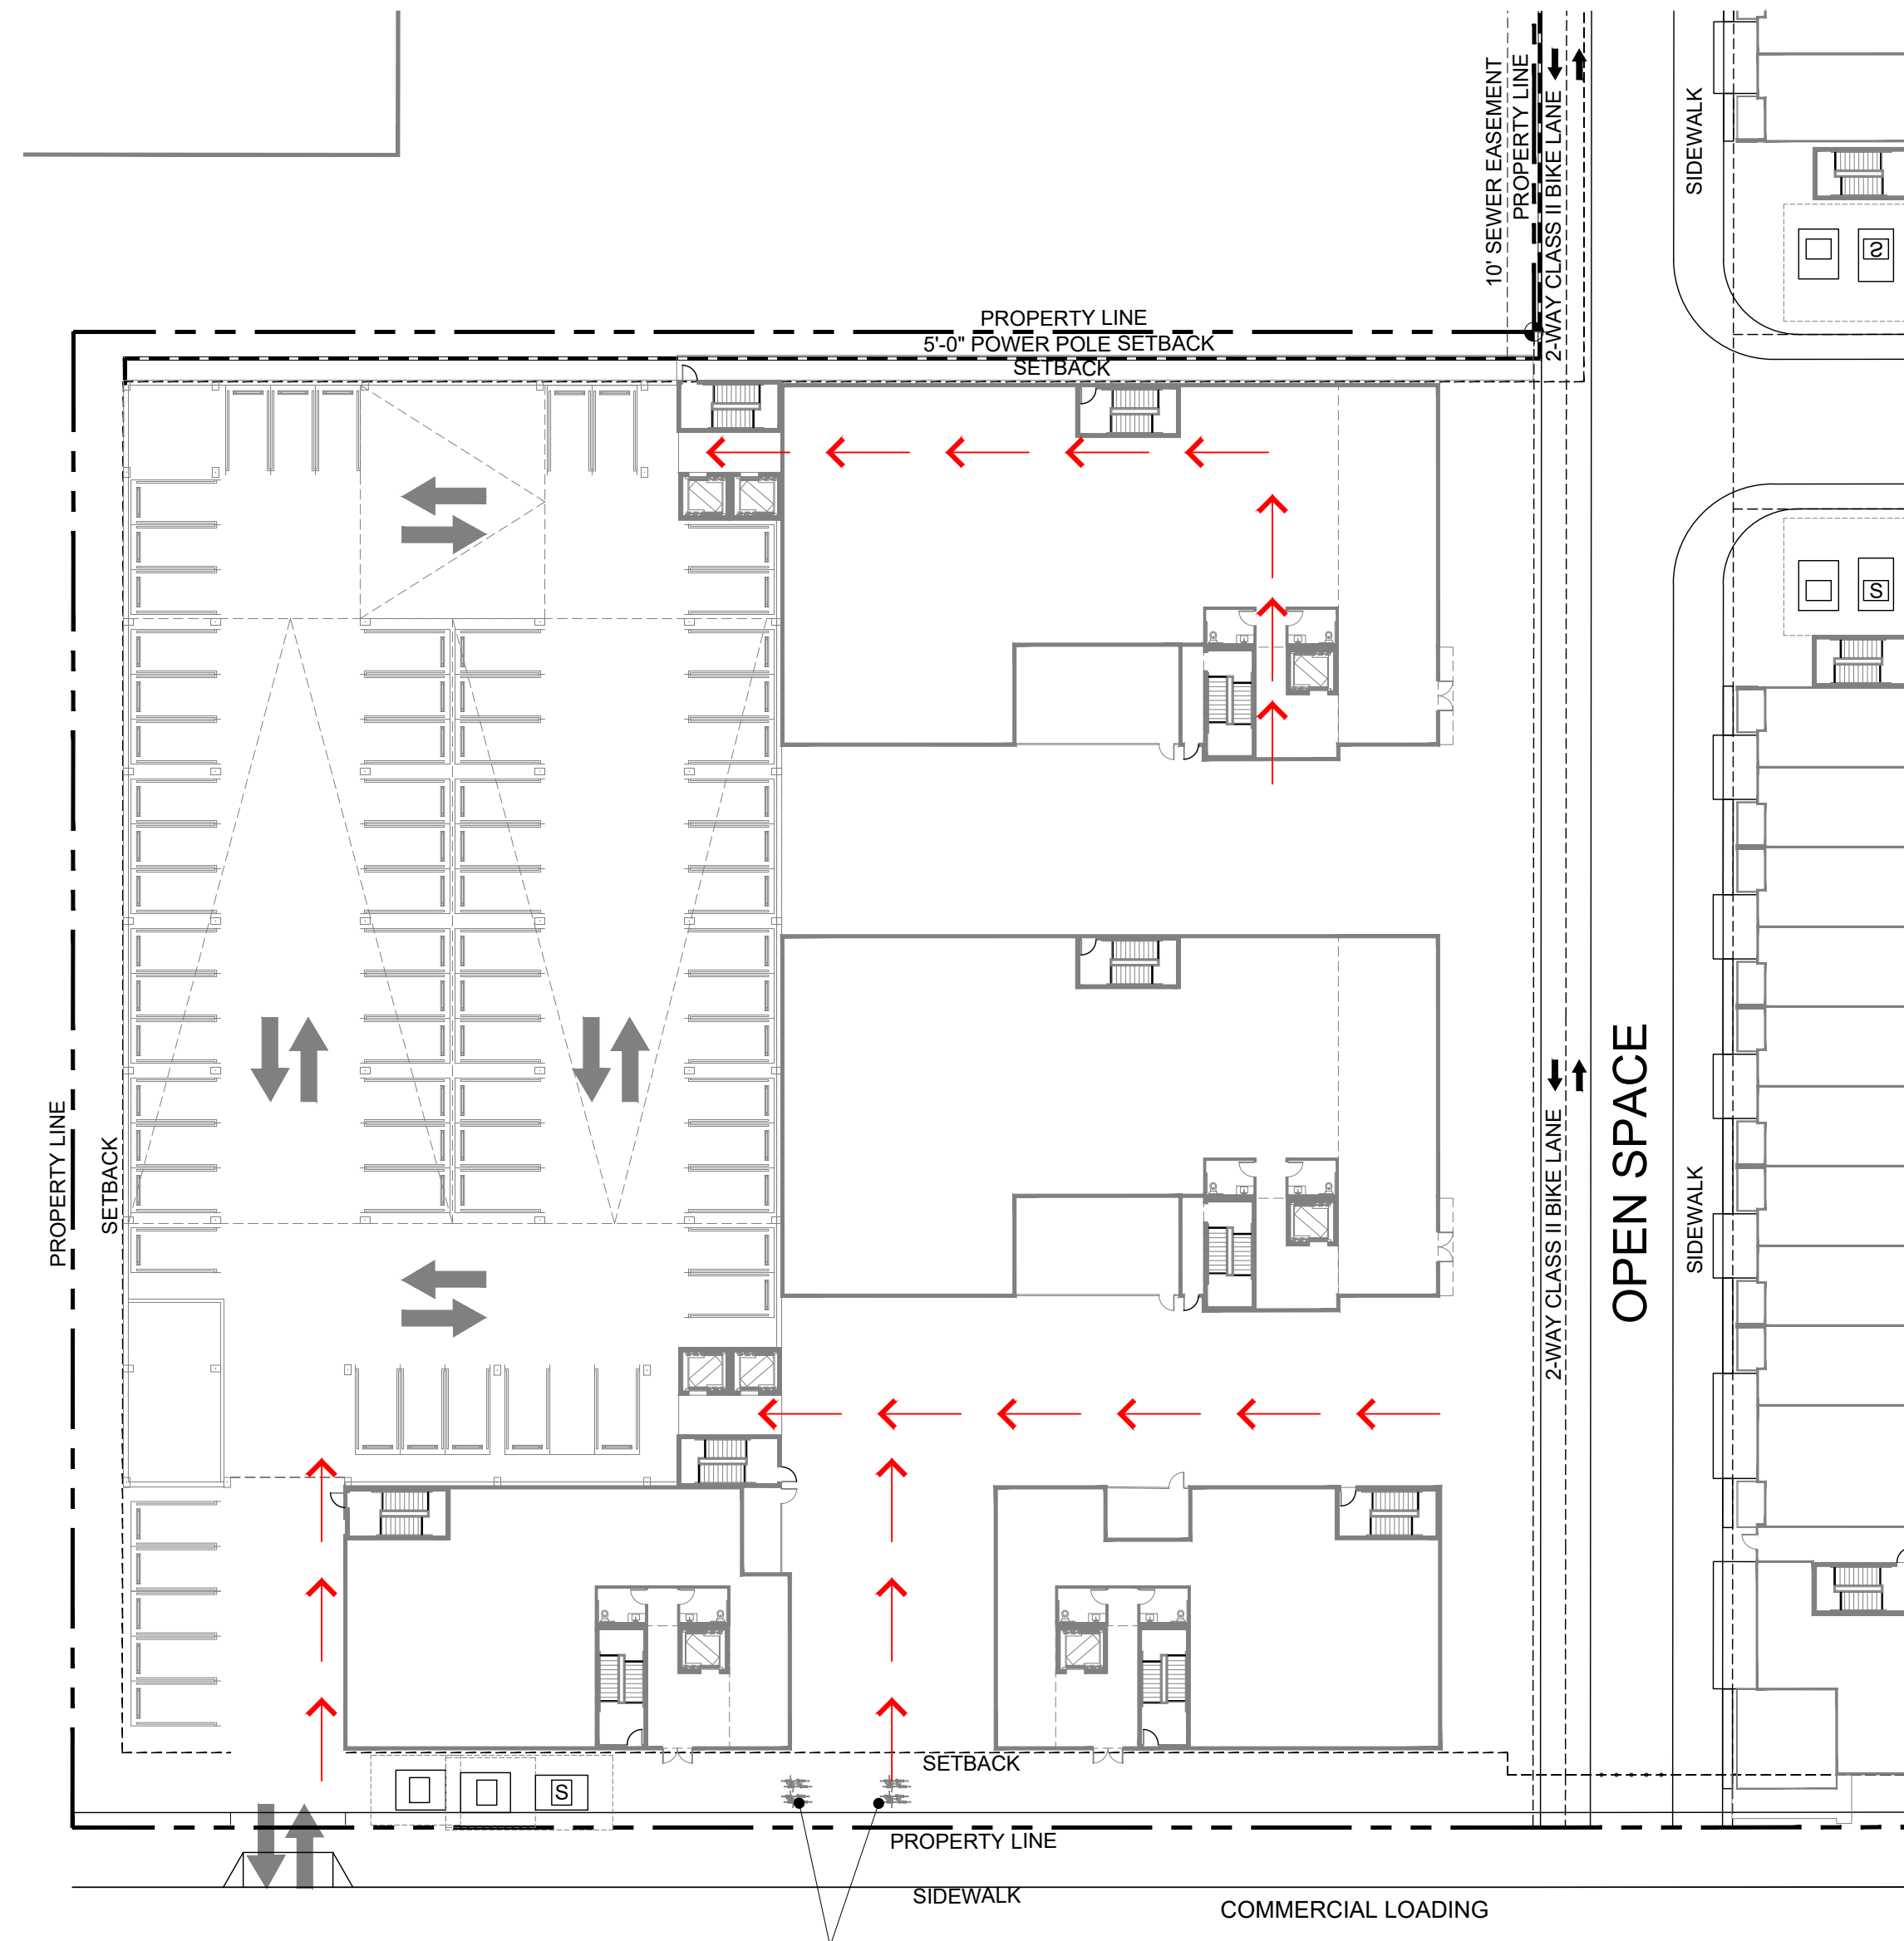 10' SEWER EASEMENT
PROPERTY LINE
2-WAY CLASS II BIKE LANE
SIDEWALK
S
PROPERTY LINE
5'-0" POWER POLE SETBACK
SETBACK
S
PROPERTY LINE
SETBACK
2-WAY CLASS II BIKE LANE
OPEN SPACE
SIDEWALK
SETBACK
S
PROPERTY LINE
SIDEWALK
COMMERCIAL LOADING